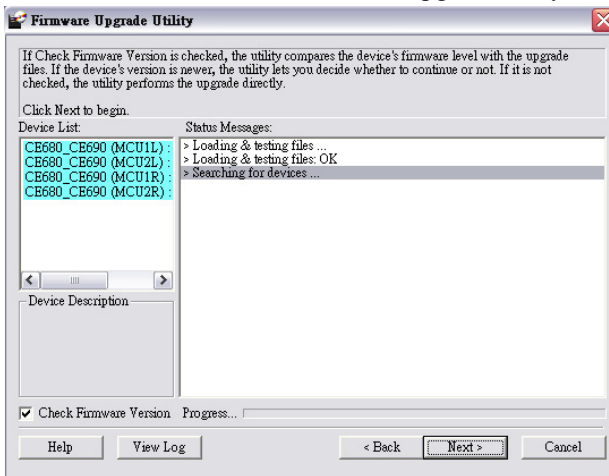 Firmware Upgrade Utility
If Check Firmware Version is checked, the utility compares the device's firmware level with the upgrade
files. If the device's version is newer, the utility lets you decide whether to continue or not. If it is not
checked, the utility performs the upgrade directly.
Click Next to begin.
Device List:
Status Messages:
CE680_CE690 (MCU1L) :
CE680_CE690 (MCU2L) :
CE680_CE690 (MCU1R) :
CE680_CE690 (MCU2R) :
> Loading & testing files ...
> Loading & testing files: OK
> Searching for devices ...
Device Description
Check Firmware Version
Progress...
Help
View Log
< Back
Next >
Cancel